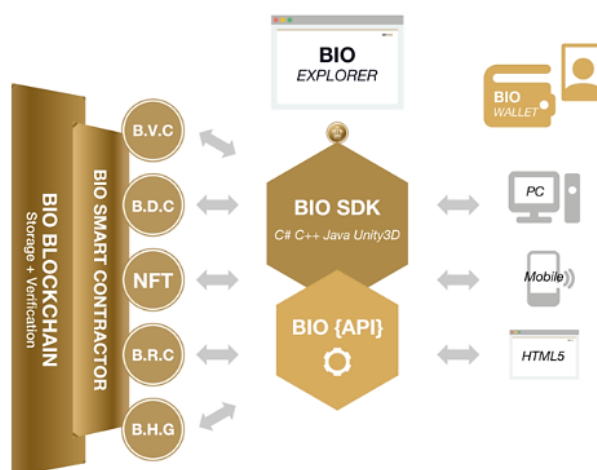 BIO
EXPLORER
BIO
WALLET
BIO BLOCKCHAIN
Storage + Verification
BIO SMART CONTRACTOR
B.V.C
B.D.C
NFT
B.R.C
B.H.G
BIO SDK
C# C++ Java Unity3D
BIO {API}
PC
Mobile
HTML5